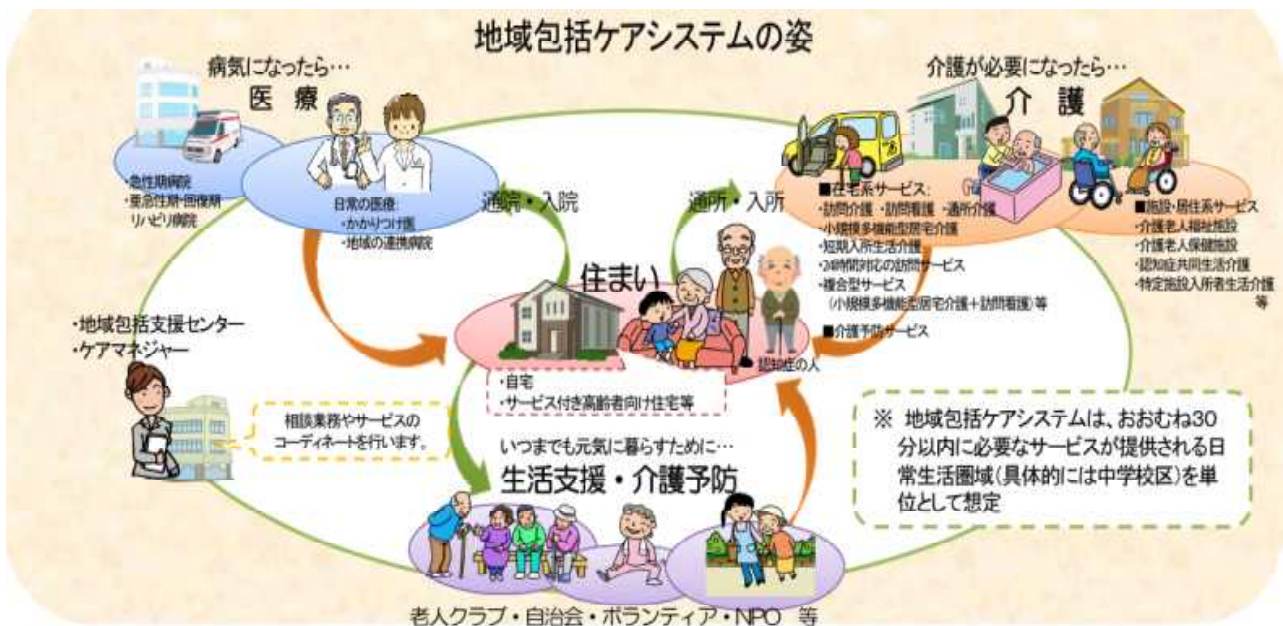 地域包括ケアシステムの姿
病気になったら…
医 療
・急性期病院
・亜急性期・回復期
リハビリ病院
日常の医療:
・かかりつけ医
・地域の連携病院
通院・入院
通所・入所
介護が必要になったら…
介 護
■在宅系サービス:
・訪問介護 ・訪問看護 ・通所介護
・小規模多機能型居宅介護
・短期入所生活介護
・24時間対応の訪問サービス
・複合型サービス
(小規模多機能型居宅介護+訪問看護)等
■介護予防サービス
■施設・居住系サービス
・介護老人福祉施設
・介護老人保健施設
・認知症共同生活介護
・特定施設入所者生活介護
等
住まい
認知症の人
・自宅
・サービス付き高齢者向け住宅等
・地域包括支援センター
・ケアマネジャー
相談業務やサービスの
コーディネートを行います。
いつまでも元気に暮らすために…
生活支援・介護予防
老人クラブ・自治会・ボランティア・NPO 等
※ 地域包括ケアシステムは、おおむね30
分以内に必要なサービスが提供される日
常生活圏域(具体的には中学校区)を単
位として想定